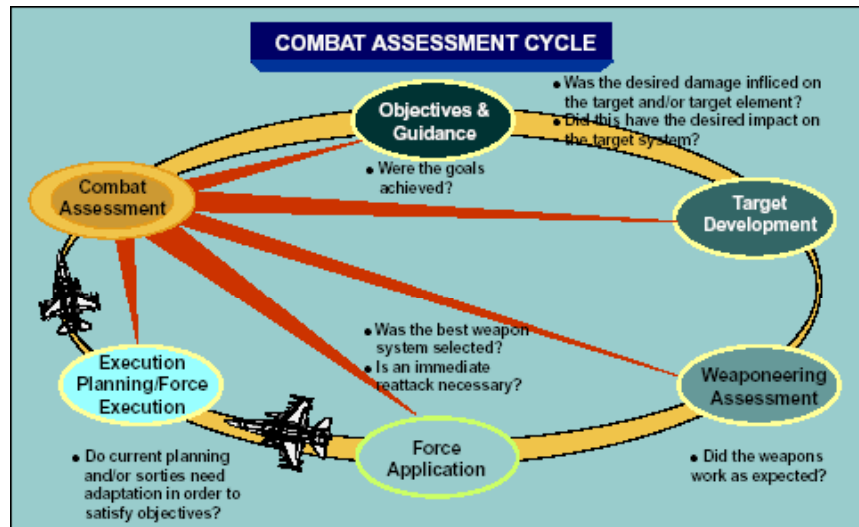 COMBAT ASSESSMENT CYCLE
Objectives &
Guidance
• Was the desired damage infliced on
the target and/or target element?
• Did this have the desired impact on
the target system?
• Were the goals
achieved?
Combat
Assessment
Target
Development
• Was the best weapon
system selected?
• Is an immediate
reattack necessary?
Execution
Planning/Force
Execution
Weaponeering
Assessment
Force
Application
• Do current planning
and/or sorties need
adaptation in order to
satisfy objectives?
• Did the weapons
work as expected?